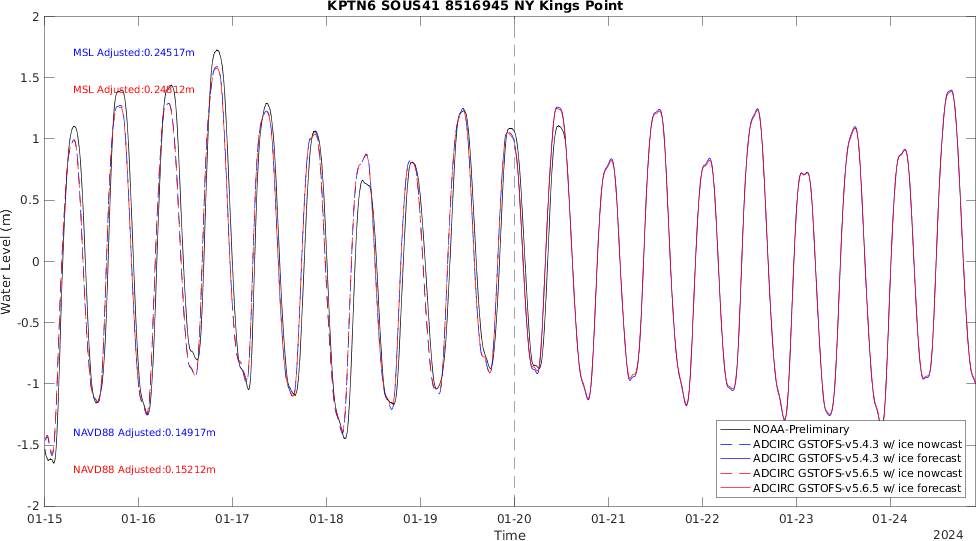 KPTN6 SOUS41 8516945 NY Kings Point
2
1.5
1
0.5
0
-0.5
-1
-1.5
-2
Water Level (m)
MSL Adjusted:0.24517m
MSL Adjusted:0.24812m
NAVD88 Adjusted:0.14917m
NAVD88 Adjusted:0.15212m
NOAA-Preliminary
ADCIRC GSTOFS-v5.4.3 w/ ice nowcast
ADCIRC GSTOFS-v5.4.3 w/ ice forecast
ADCIRC GSTOFS-v5.6.5 w/ ice nowcast
ADCIRC GSTOFS-v5.6.5 w/ ice forecast
01-15 01-16 01-17 01-18 01-19 01-20 01-21 01-22 01-23 01-24
Time
2024